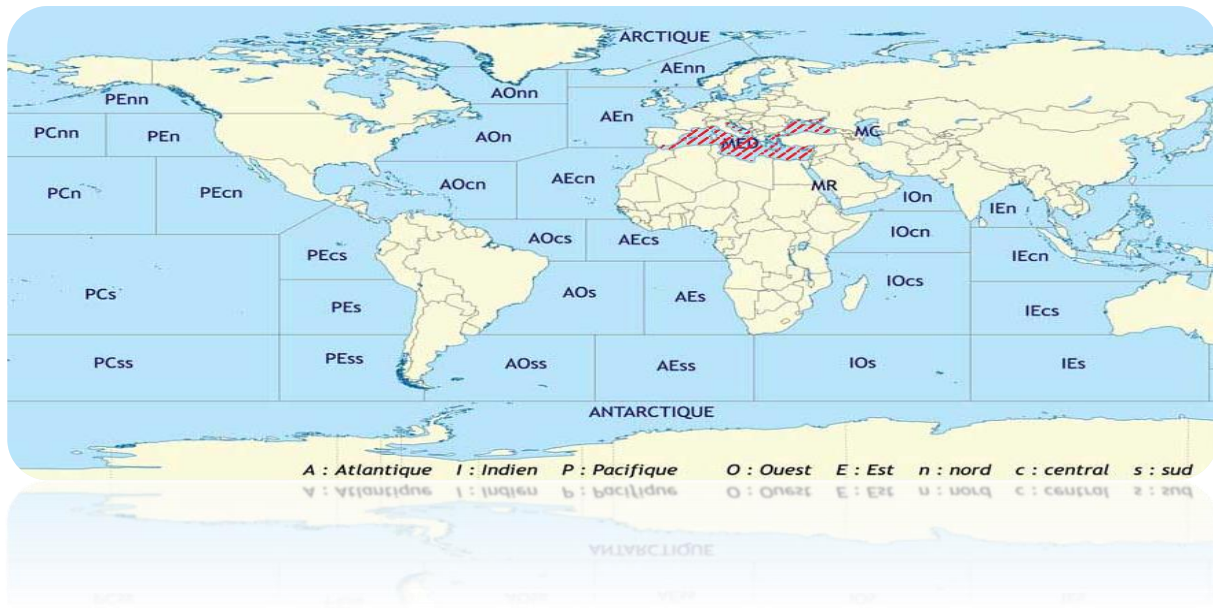 ARCTIQUE
AEnn
AOnn
PEnn
AEn
PCnn
PEn
AOn
MC
MED
PCn
PEcn
AOcn
AEcn
MR
IOn
IEn
AOcs
AEcs
IOcn
PEcs
IEcn
PCs
PEs
AOs
AEs
IOcs
IEcs
PCss
PEss
AOss
AEss
IOs
IEs
ANTARCTIQUE
A : Atlantique I : Indien P : Pacifique O : Ouest E : Est n : nord c : central s : sud